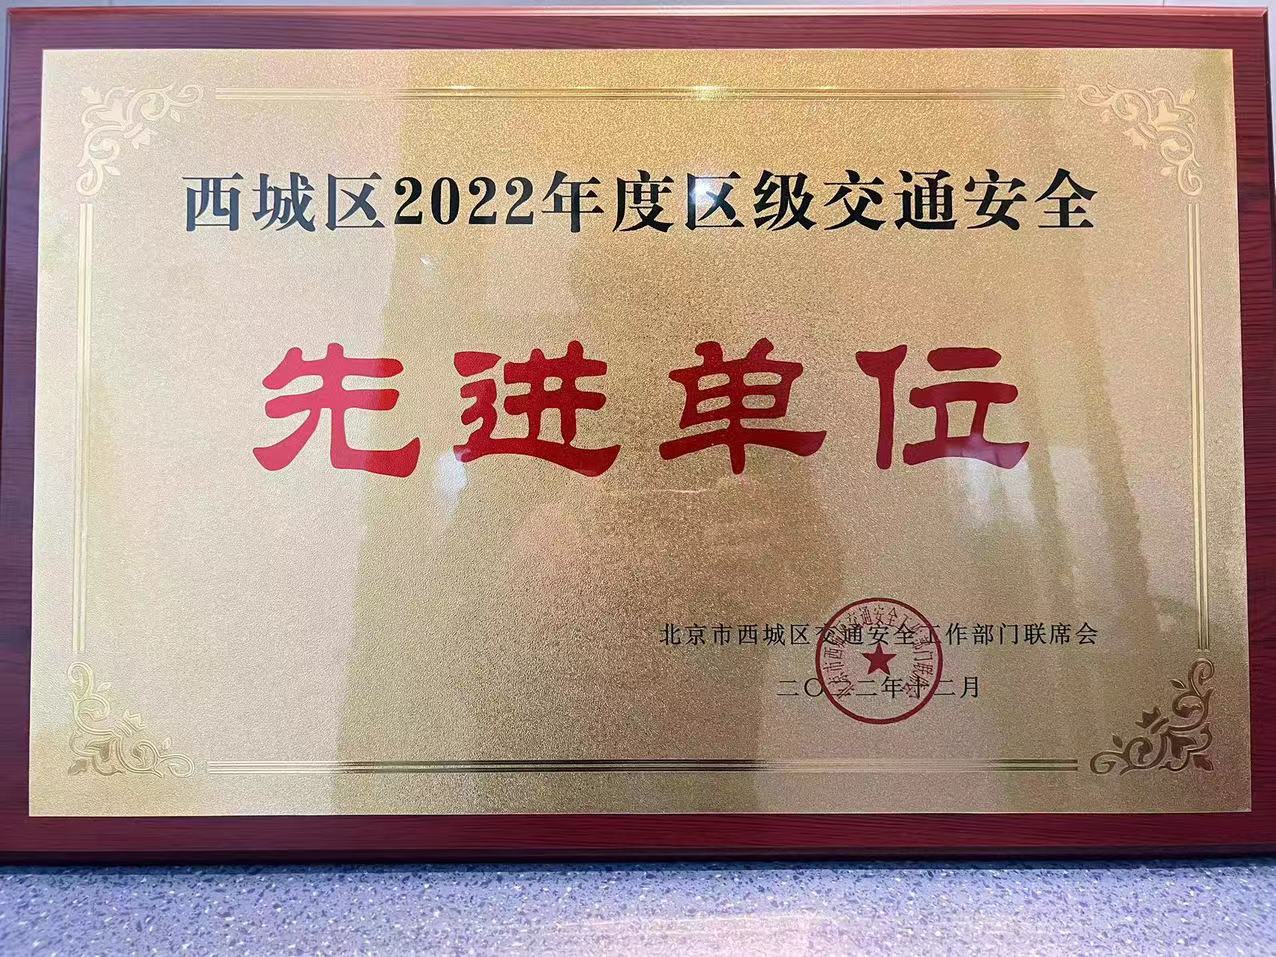 西城区2022年度区级交通安全
先进单位
北京市西城区交通安全工作部门联席会
二〇二二年十二月